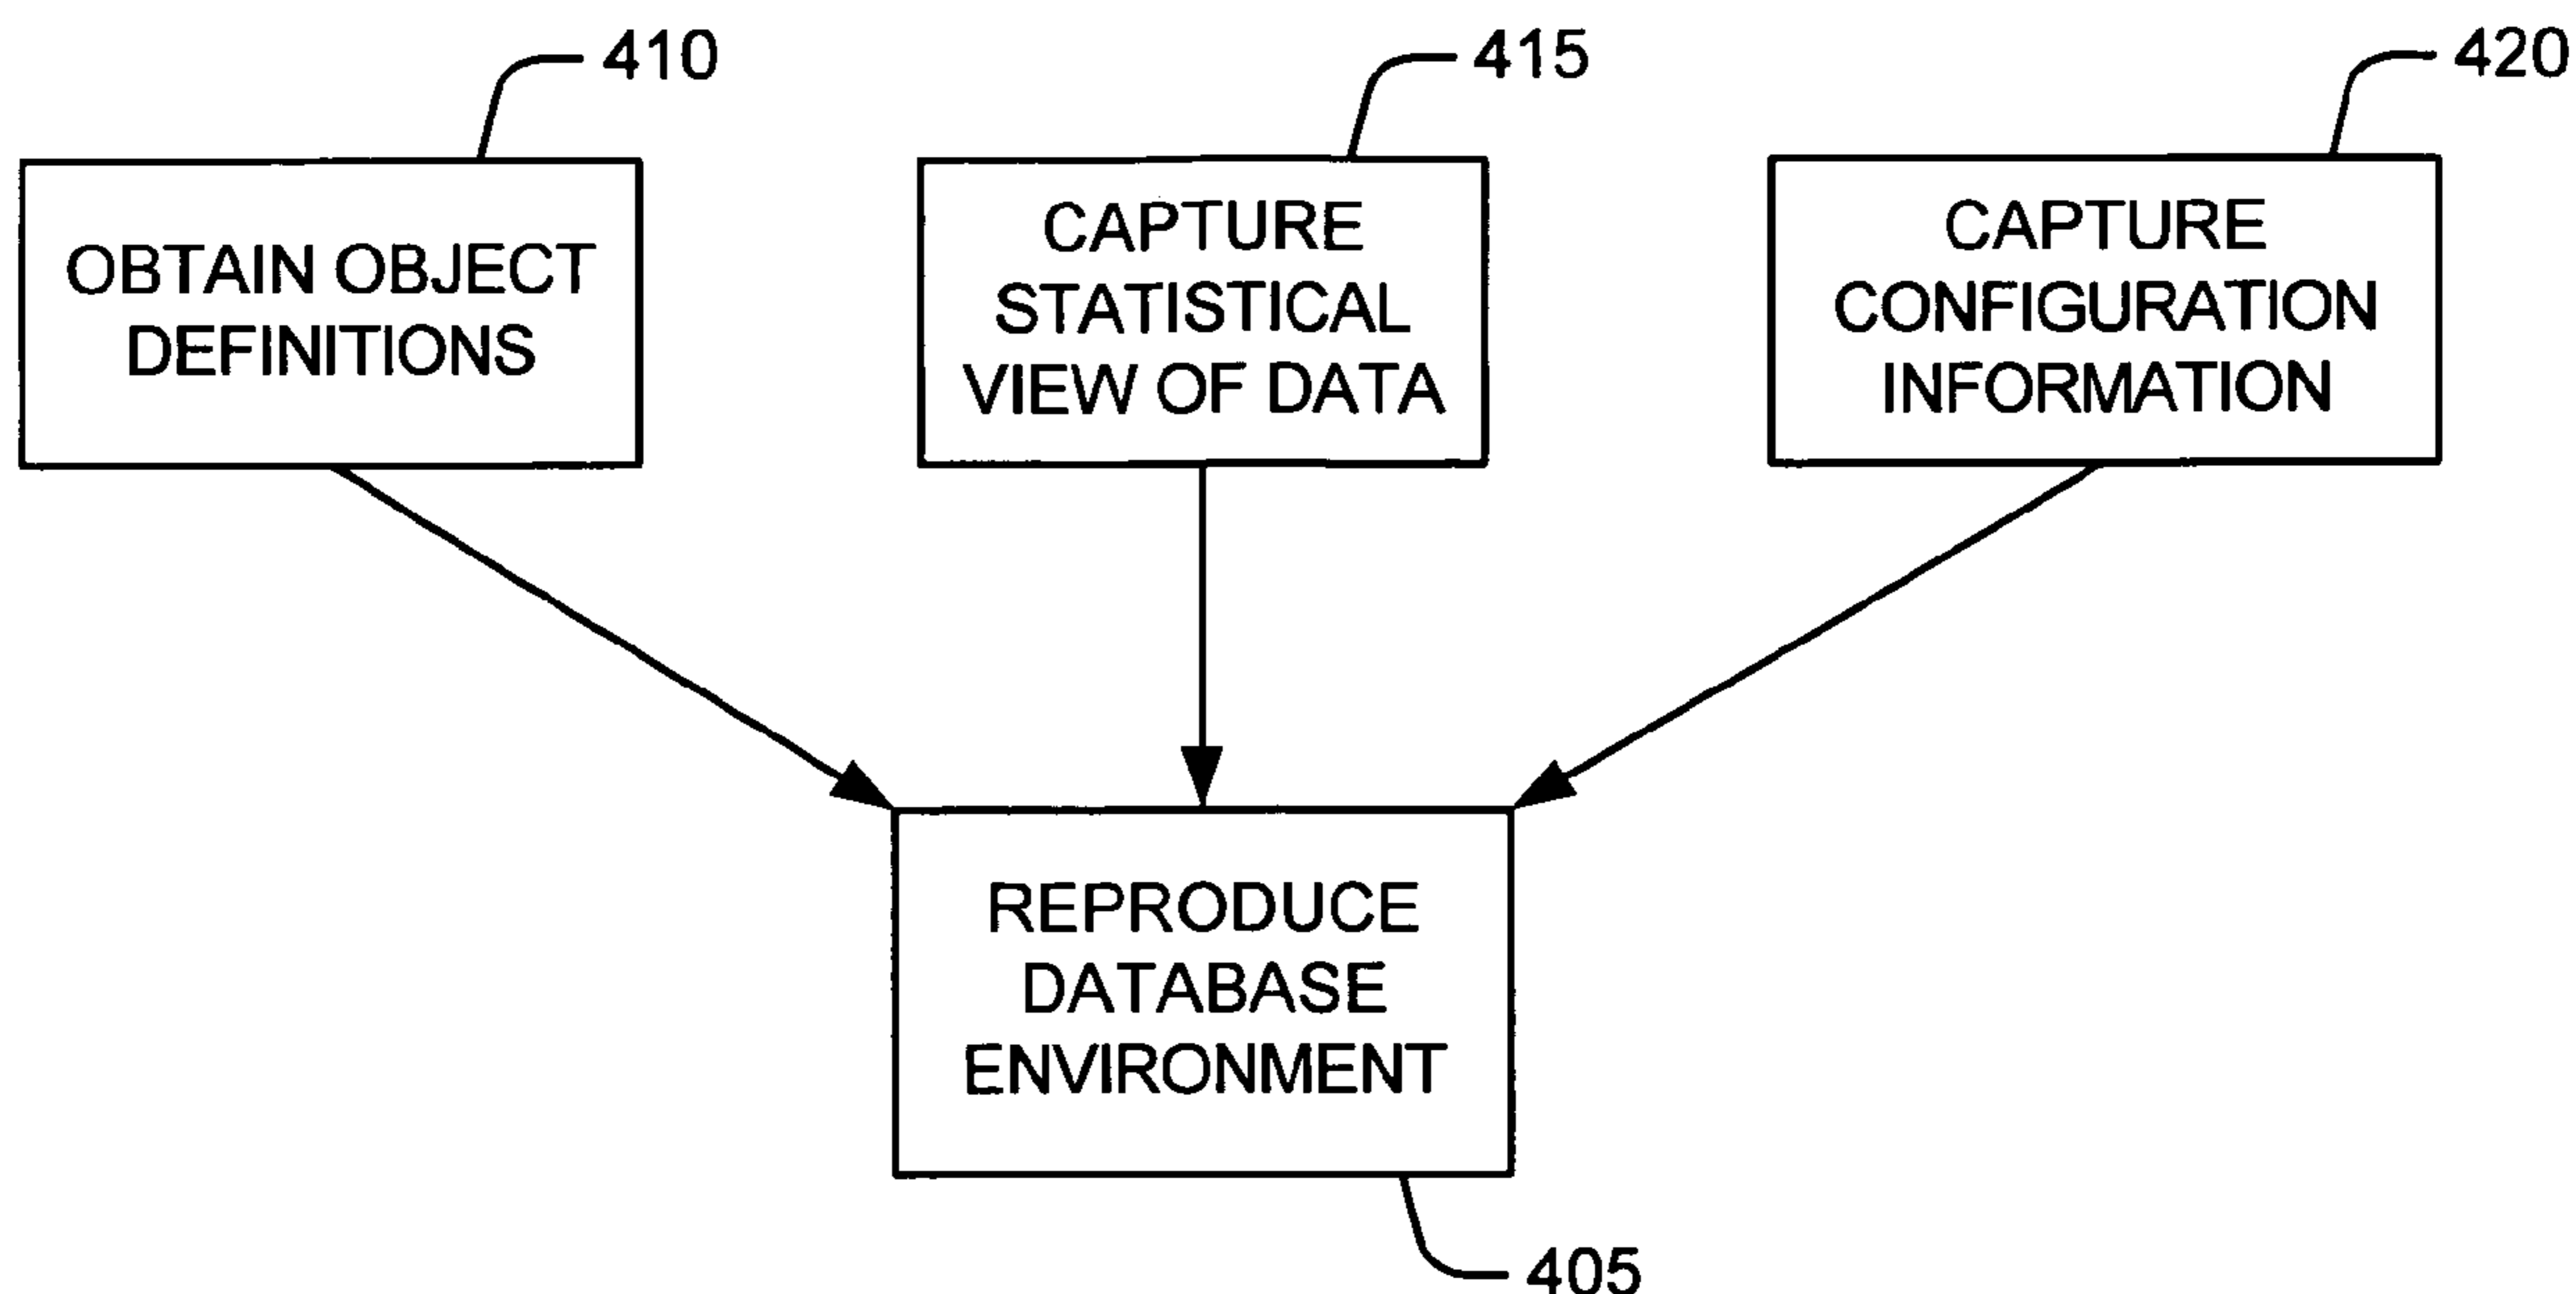 410
415
420
OBTAIN OBJECT
DEFINITIONS
CAPTURE
STATISTICAL
VIEW OF DATA
CAPTURE
CONFIGURATION
INFORMATION
REPRODUCE
DATABASE
ENVIRONMENT
405